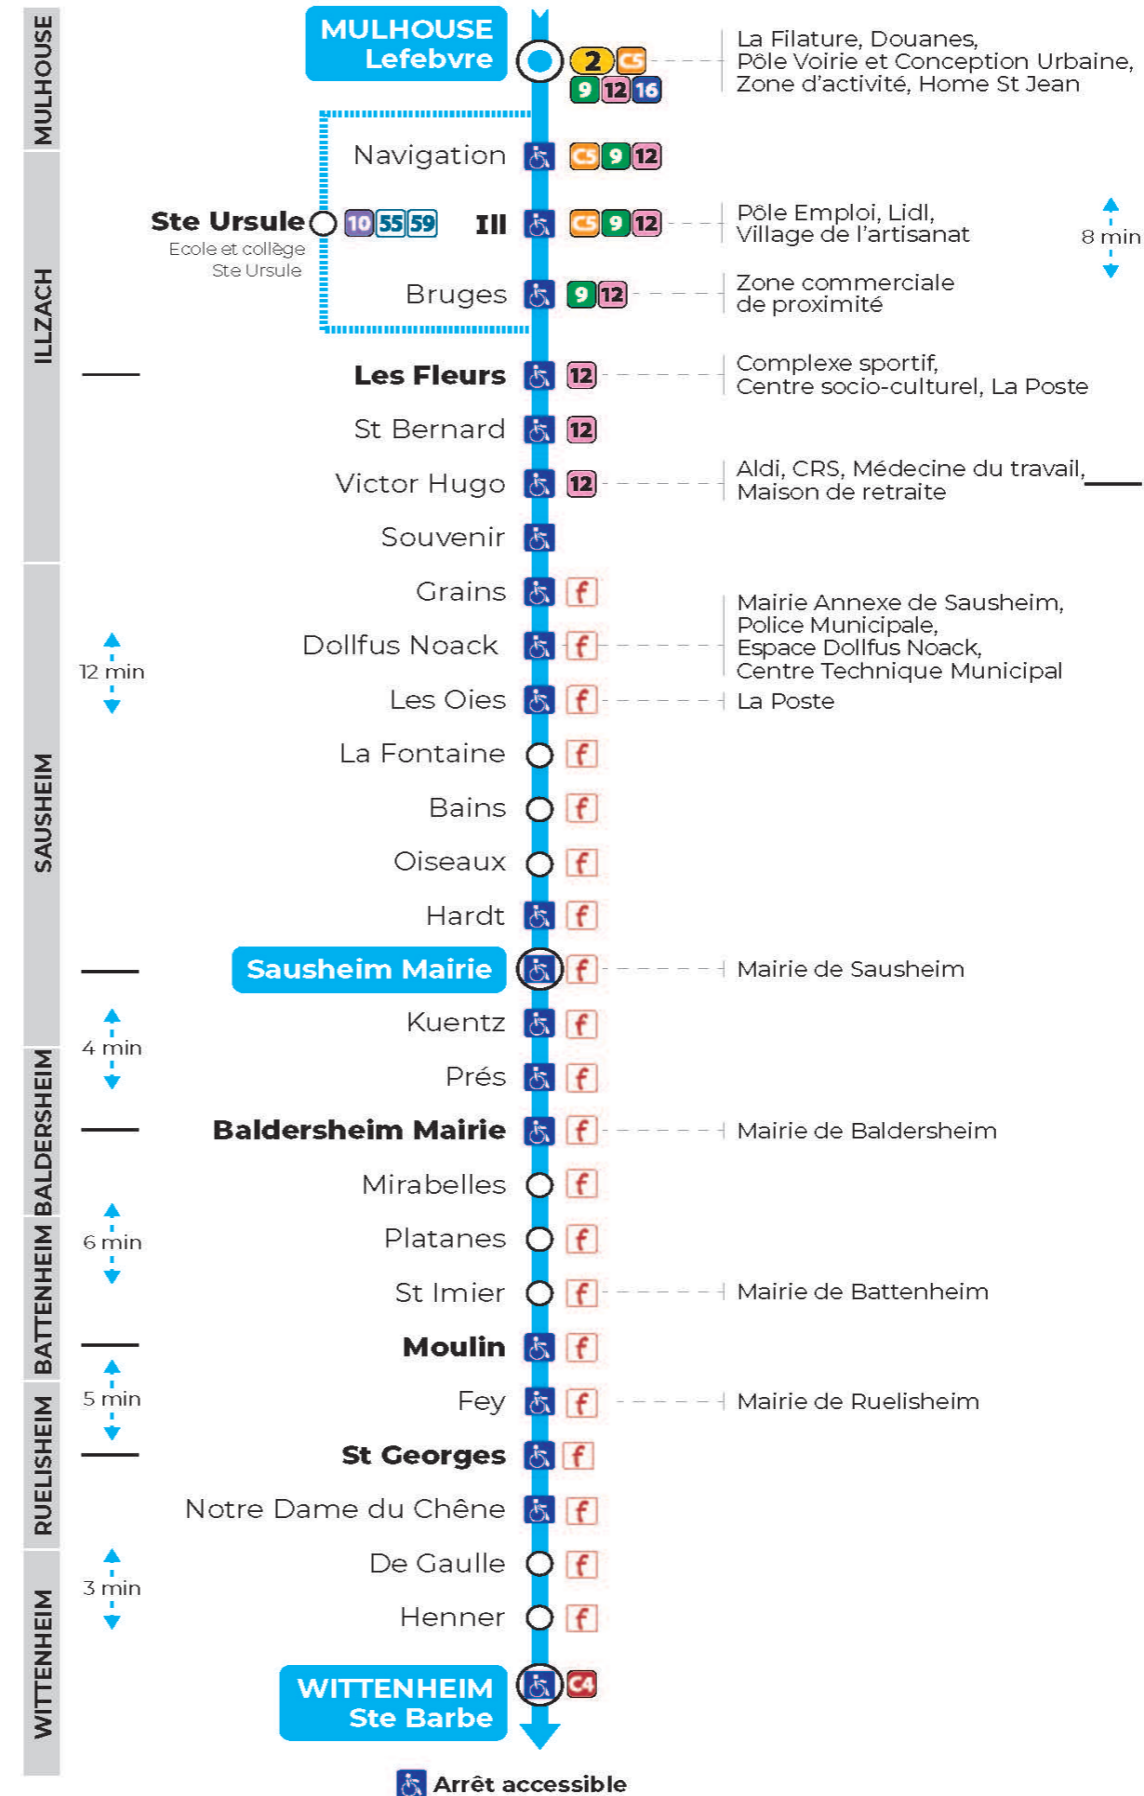 MULHOUSE
MULHOUSE
Lefebvre
2 C5
9 12 16
La Filature, Douanes,
Pôle Voirie et Conception Urbaine,
Zone d'activité, Home St Jean
ILLZACH
Navigation C5 9 12
Ste Ursule 10 55 59
Ecole et collège
Ste Ursule
Ill C5 9 12
Pôle Emploi, Lidl,
Village de l'artisanat
8 min
Bruges 9 12
Zone commerciale
de proximité
Les Fleurs 12
Complexe sportif,
Centre socio-culturel, La Poste
St Bernard 12
Victor Hugo 12
Aldi, CRS, Médecine du travail,
Maison de retraite
Souvenir
SAUSHEIM
Grains f
12 min
Dollfus Noack f
Mairie Annexe de Sausheim,
Police Municipale,
Espace Dollfus Noack,
Centre Technique Municipal
Les Oies f
La Poste
La Fontaine f
Bains f
Oiseaux f
Hardt f
Sausheim Mairie f
Mairie de Sausheim
Kuentz f
4 min
BALDERSHEIM
Prés f
Baldersheim Mairie f
Mairie de Baldersheim
Mirabelles f
BATTENHEIM
6 min
Platanes f
St Imier f
Mairie de Battenheim
Moulin f
RUELISHEIM
5 min
Fey f
Mairie de Ruelisheim
St Georges f
Notre Dame du Chêne f
WITTENHEIM
3 min
De Gaulle f
Henner f
WITTENHEIM
Ste Barbe
C4
Arrêt accessible